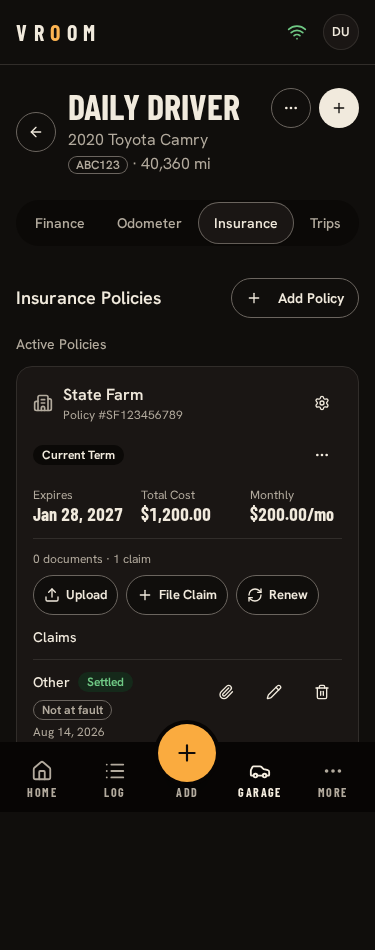 VROOM
DU
DAILY DRIVER
2020 Toyota Camry
ABC123 · 40,360 mi
Finance Odometer Insurance Trips
Insurance Policies
Add Policy
Active Policies
State Farm
Policy #SF123456789
Current Term
Expires Total Cost Monthly
Jan 28, 2027 $1,200.00 $200.00/mo
0 documents · 1 claim
Upload File Claim Renew
Claims
Other Settled
Not at fault
Aug 14, 2026
HOME LOG ADD GARAGE MORE